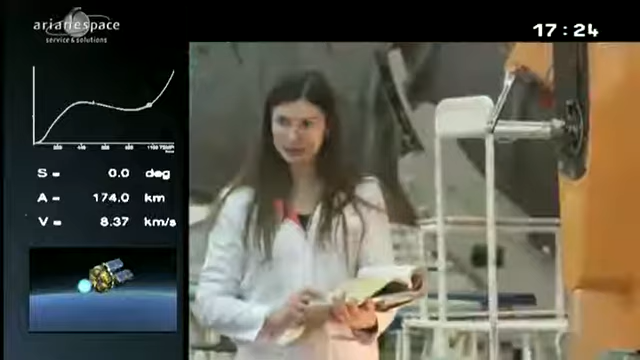 arianespace
service & solutions
17:24
S = 0.0 deg
A = 174.0 km
V = 8.37 km/s